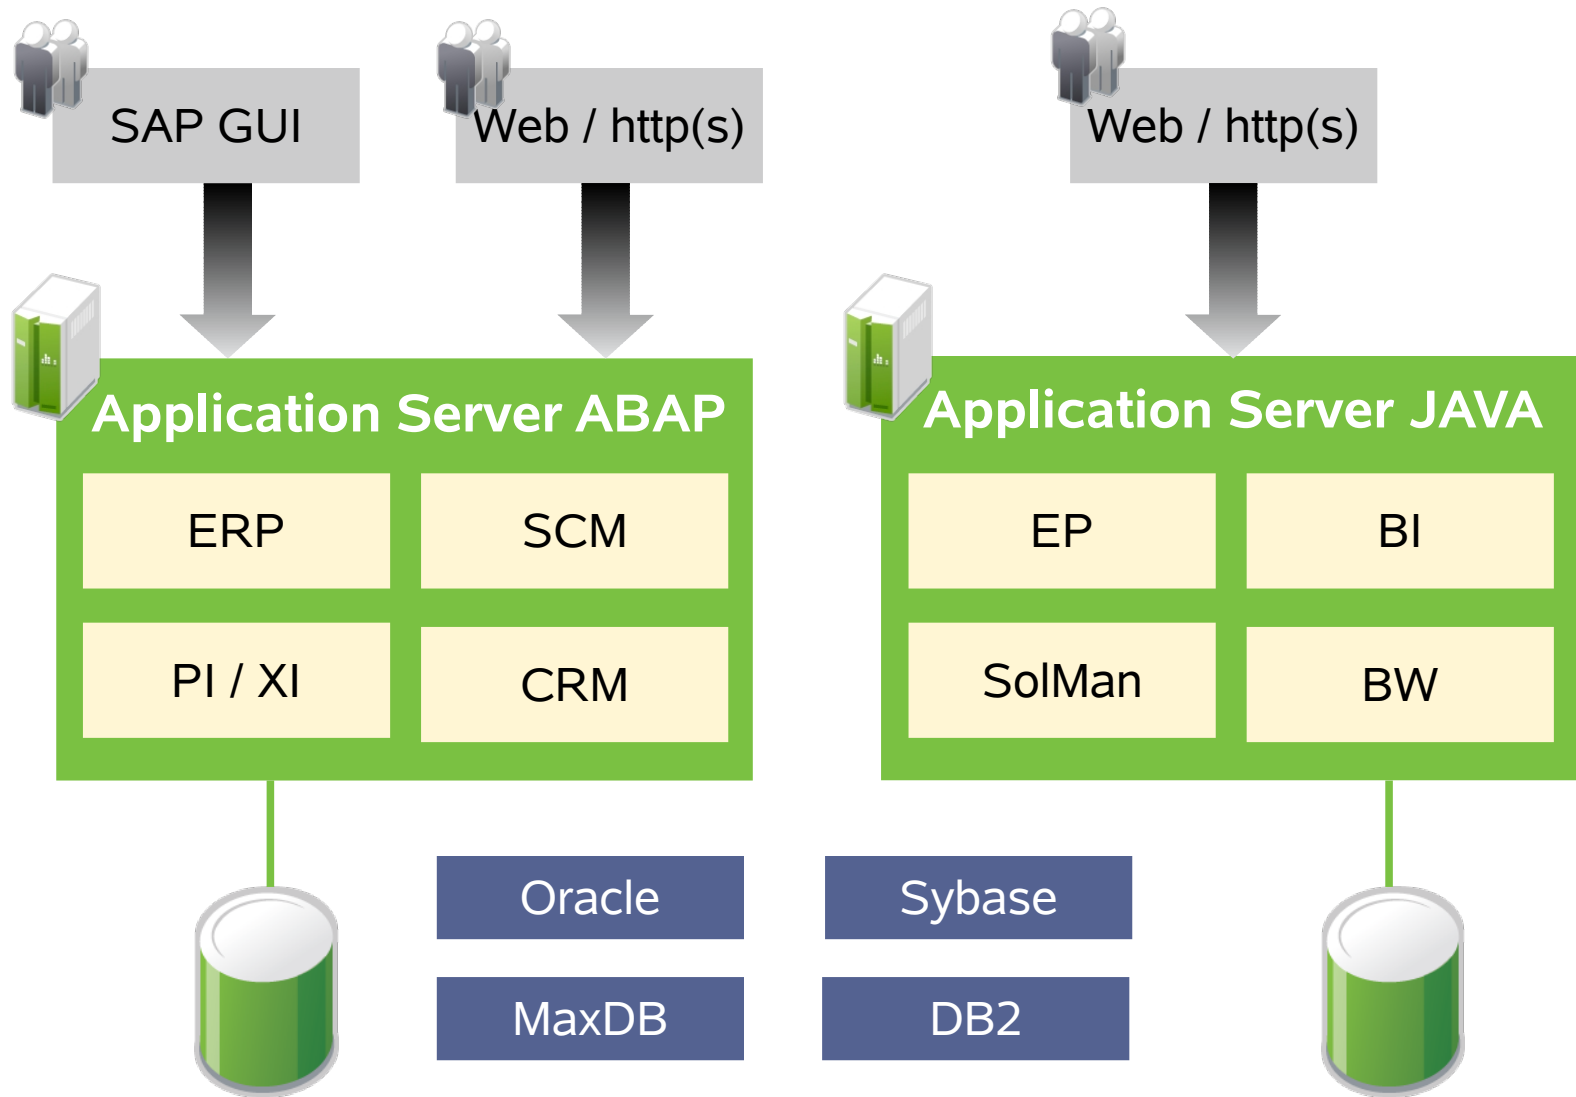 SAP GUI
Web / http(s)
Web / http(s)
Application Server ABAP
ERP
SCM
PI / XI
CRM
Application Server JAVA
EP
BI
SolMan
BW
Oracle
Sybase
MaxDB
DB2